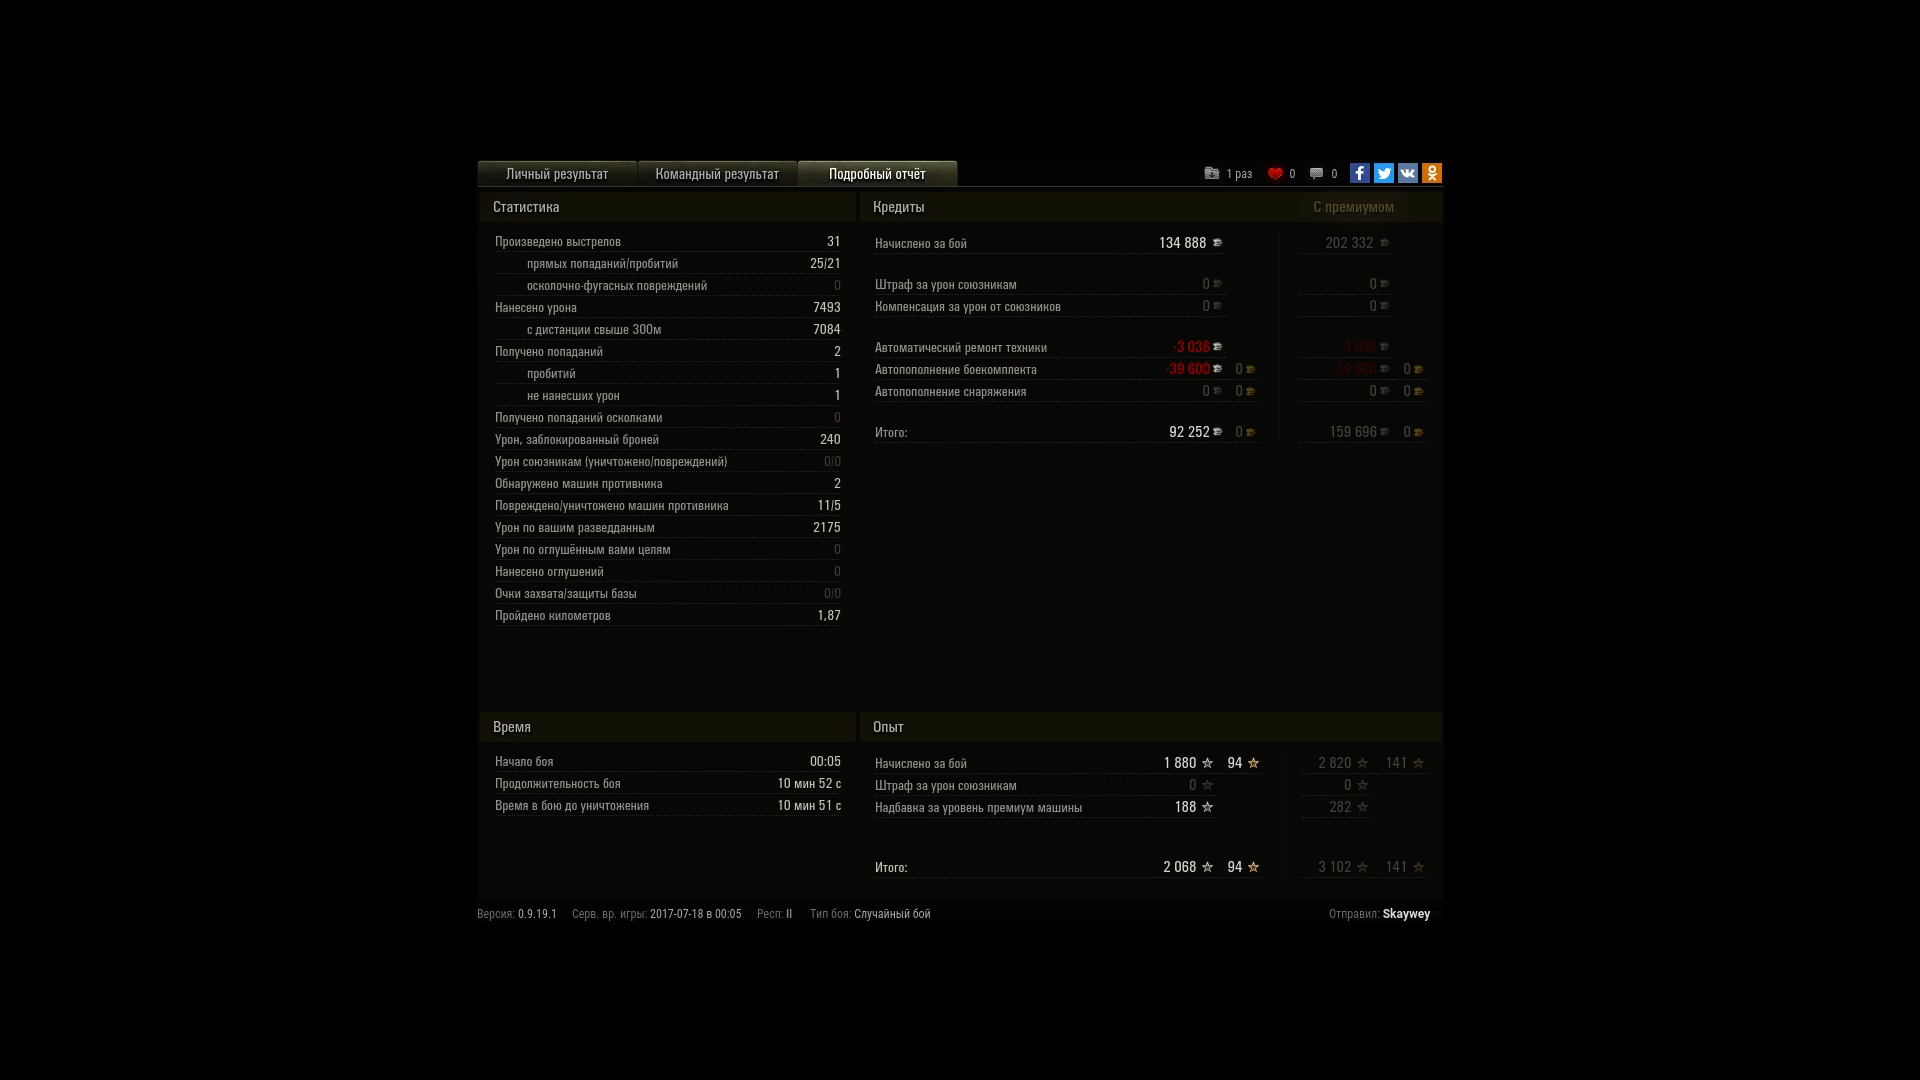 Личный результат Командный результат Подробный отчёт 1 раз 0 0
Статистика
Произведено выстрелов 31
прямых попаданий/пробитий 25/21
осколочно-фугасных повреждений 0
Нанесено урона 7493
с дистанции свыше 300м 7084
Получено попаданий 2
пробитий 1
не нанесших урон 1
Получено попаданий осколками 0
Урон, заблокированный броней 240
Урон союзникам (уничтожено/повреждений) 0/0
Обнаружено машин противника 2
Повреждено/уничтожено машин противника 11/5
Урон по вашим разведданным 2175
Урон по оглушённым вами целям 0
Нанесено оглушений 0
Очки захвата/защиты базы 0/0
Пройдено километров 1,87
Кредиты С премиумом
Начислено за бой 134 888 202 332
Штраф за урон союзникам 0 0
Компенсация за урон от союзников 0 0
Автоматический ремонт техники -3 036 3 036
Автопополнение боекомплекта -39 600 0 39 600 0
Автопополнение снаряжения 0 0 0 0
Итого: 92 252 0 159 696 0
Время
Начало боя 00:05
Продолжительность боя 10 мин 52 с
Время в бою до уничтожения 10 мин 51 с
Опыт
Начислено за бой 1 880 94 2 820 141
Штраф за урон союзникам 0 0
Надбавка за уровень премиум машины 188 282
Итого: 2 068 94 3 102 141
Версия: 0.9.19.1 Серв. вр. игры: 2017-07-18 в 00:05 Респ: II Тип боя: Случайный бой Отправил: Skaywey